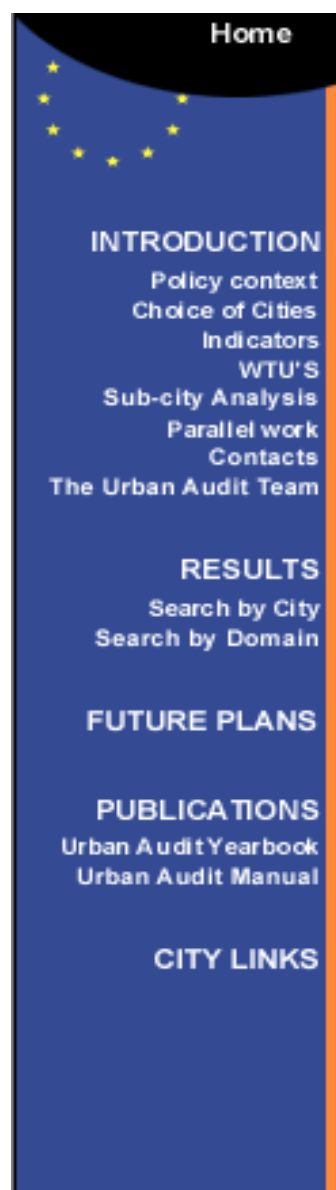 Home
INTRODUCTION
Policy context
Choice of Cities
Indicators
WTU'S
Sub-city Analysis
Parallel work
Contacts
The Urban Audit Team
RESULTS
Search by City
Search by Domain
FUTURE PLANS
PUBLICATIONS
Urban Audit Yearbook
Urban Audit Manual
CITY LINKS